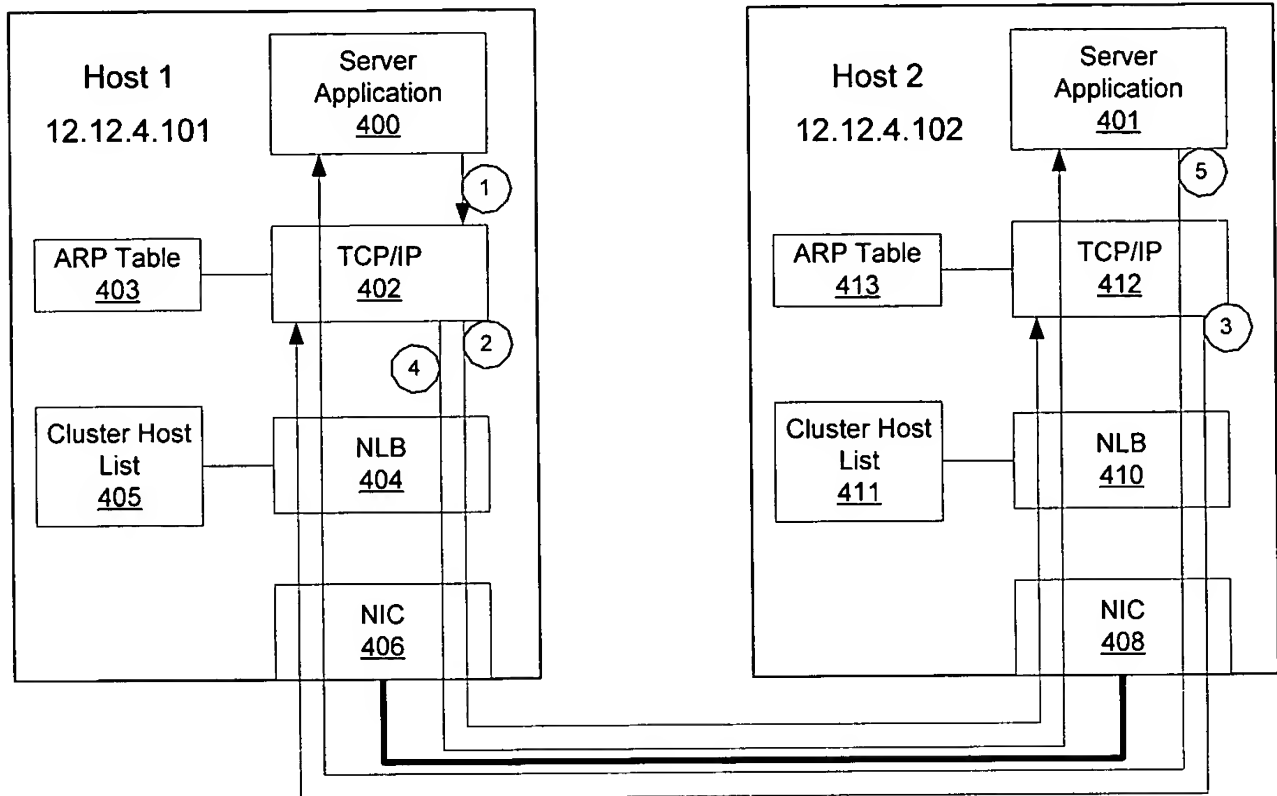 Host 1
12.12.4.101
Server
Application
400
1
ARP Table
403
TCP/IP
402
2
4
Cluster Host
List
405
NLB
404
NIC
406
Host 2
12.12.4.102
Server
Application
401
5
ARP Table
413
TCP/IP
412
3
Cluster Host
List
411
NLB
410
NIC
408